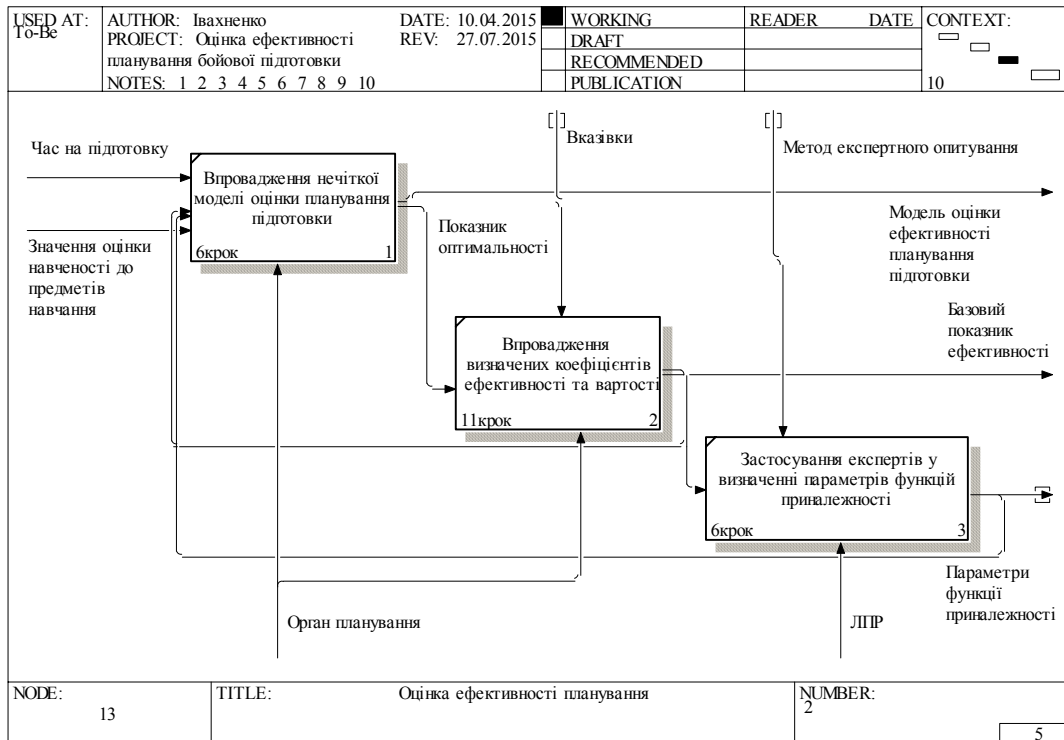 USED AT:
To-Be
AUTHOR: Івахненко
DATE: 10.04.2015
PROJECT: Оцінка ефективності
планування бойової підготовки
REV: 27.07.2015
NOTES: 1 2 3 4 5 6 7 8 9 10
WORKING
DRAFT
RECOMMENDED
PUBLICATION
READER DATE
CONTEXT:
10
Час на підготовку
Значення оцінки
навченості до
предметів
навчання
Впровадження нечіткої
моделі оцінки планування
підготовки
6крок 1
Вказівки
Метод експертного опитування
Показник
оптимальності
Модель оцінки
ефективності
планування
підготовки
Базовий
показник
ефективності
Впровадження
визначених коефіцієнтів
ефективності та вартості
11крок 2
Застосування експертів у
визначенні параметрів функцій
приналежності
6крок 3
Параметри
функції
приналежності
Орган планування
ЛПР
NODE:
13
TITLE: Оцінка ефективності планування
NUMBER:
2
5